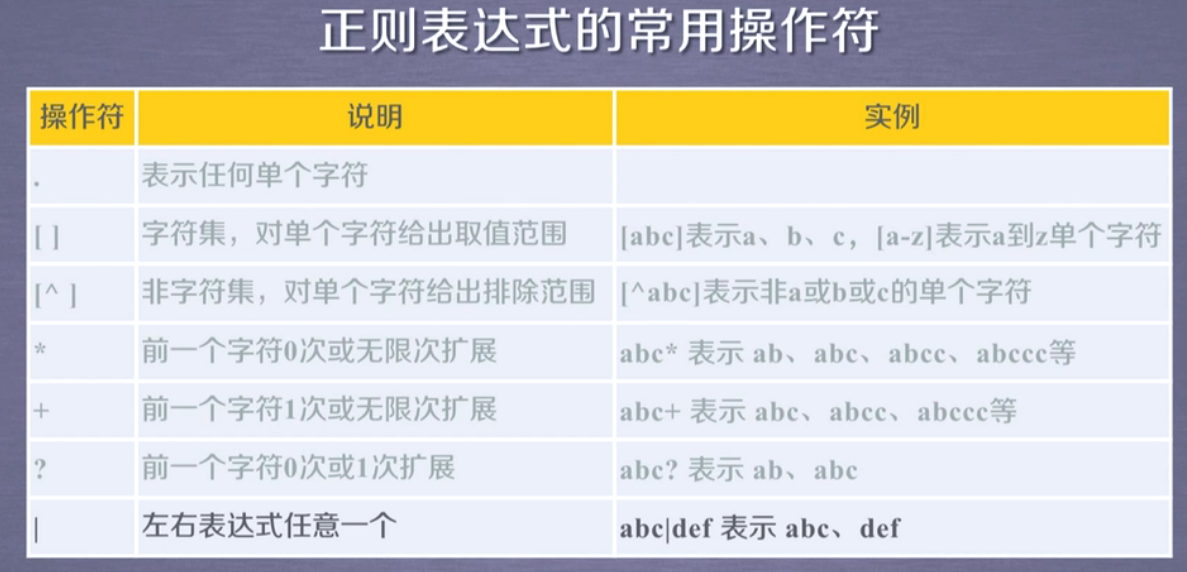 正则表达式的常用操作符
操作符 说明 实例
. 表示任何单个字符
[ ] 字符集，对单个字符给出取值范围 [abc]表示a、b、c，[a-z]表示a到z单个字符
[^ ] 非字符集，对单个字符给出排除范围 [^abc]表示非a或b或c的单个字符
* 前一个字符0次或无限次扩展 abc* 表示 ab、abc、abcc、abccc等
+ 前一个字符1次或无限次扩展 abc+ 表示 abc、abcc、abccc等
? 前一个字符0次或1次扩展 abc? 表示 ab、abc
| 左右表达式任意一个 abc|def 表示 abc、def